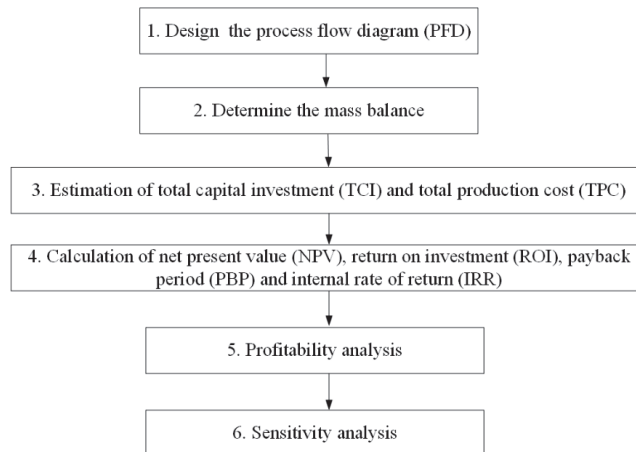 1. Design the process flow diagram (PFD)
2. Determine the mass balance
3. Estimation of total capital investment (TCI) and total production cost (TPC)
4. Calculation of net present value (NPV), return on investment (ROI), payback
period (PBP) and internal rate of return (IRR)
5. Profitability analysis
6. Sensitivity analysis